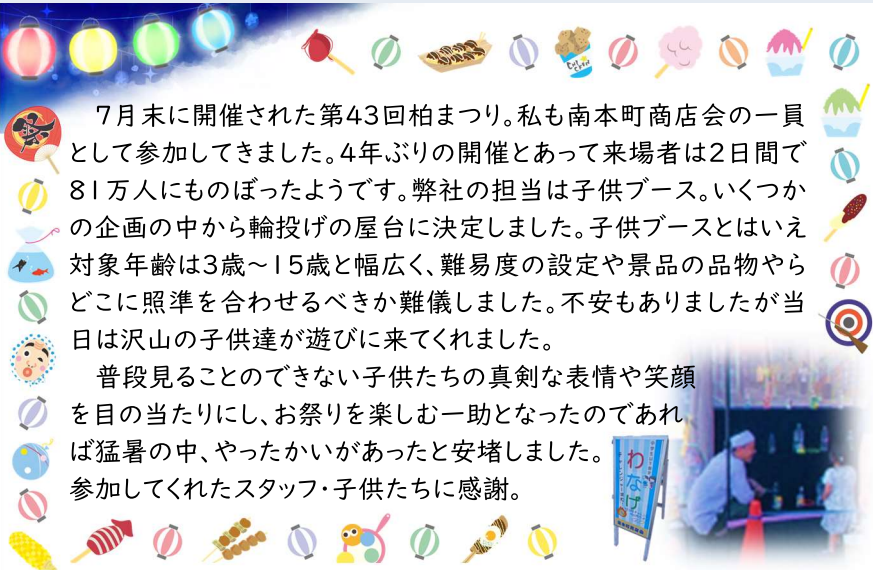 祭
7月末に開催された第43回柏まつり。私も南本町商店会の一員
として参加してきました。4年ぶりの開催とあって来場者は2日間で
81万人にものぼったようです。弊社の担当は子供ブース。いくつか
の企画の中から輪投げの屋台に決定しました。子供ブースとはいえ
対象年齢は3歳～15歳と幅広く、難易度の設定や景品の品物やら
どこに照準を合わせるべきか難儀しました。不安もありましたが当
日は沢山の子供達が遊びに来てくれました。
普段見ることのできない子供たちの真剣な表情や笑顔
を目の当たりにし、お祭りを楽しむ一助となったのであれ
ば猛暑の中、やったかいがあったと安堵しました。
参加してくれたスタッフ・子供たちに感謝。
わなげ